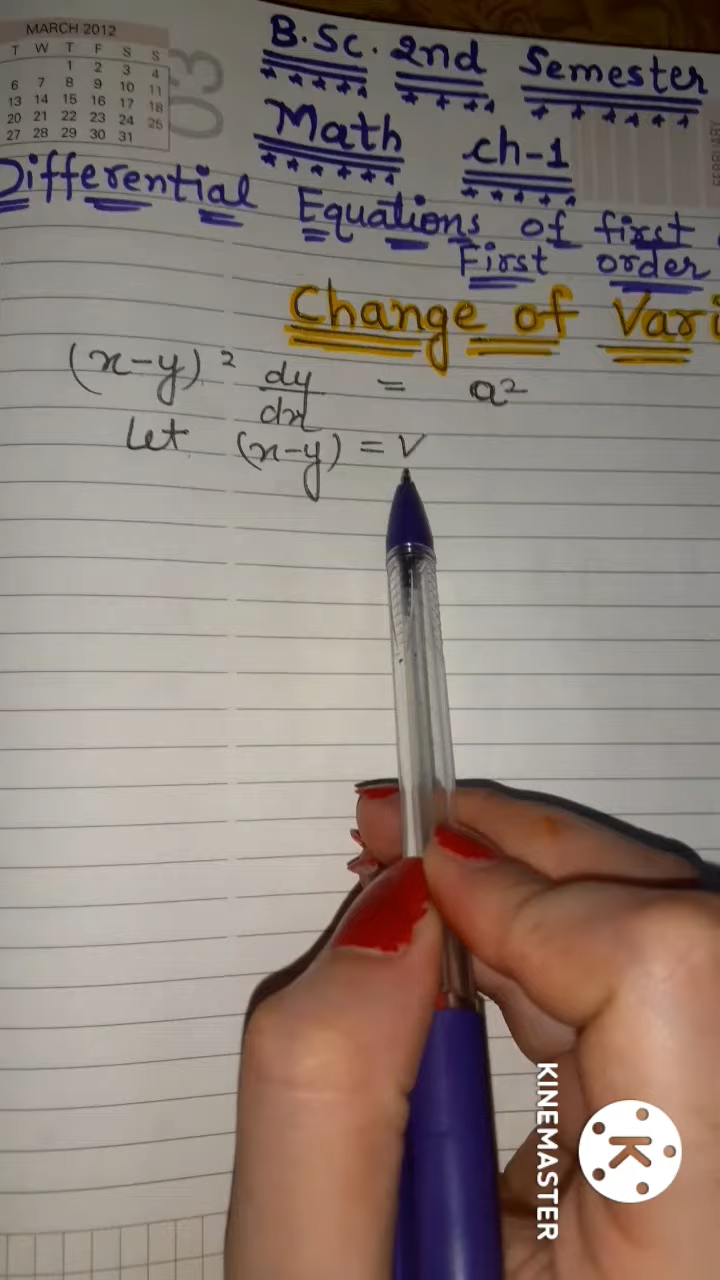 MARCH 2012
T W T F S S
1 2 3 4
6 7 8 9 10 11
13 14 15 16 17 18
20 21 22 23 24 25
27 28 29 30 31
03
B.Sc. 2nd Semester
Math ch-1
Differential Equations of first
First order
Change of Vari
(x-y)² dy/dx = a²
Let (x-y) = v
KINEMASTER